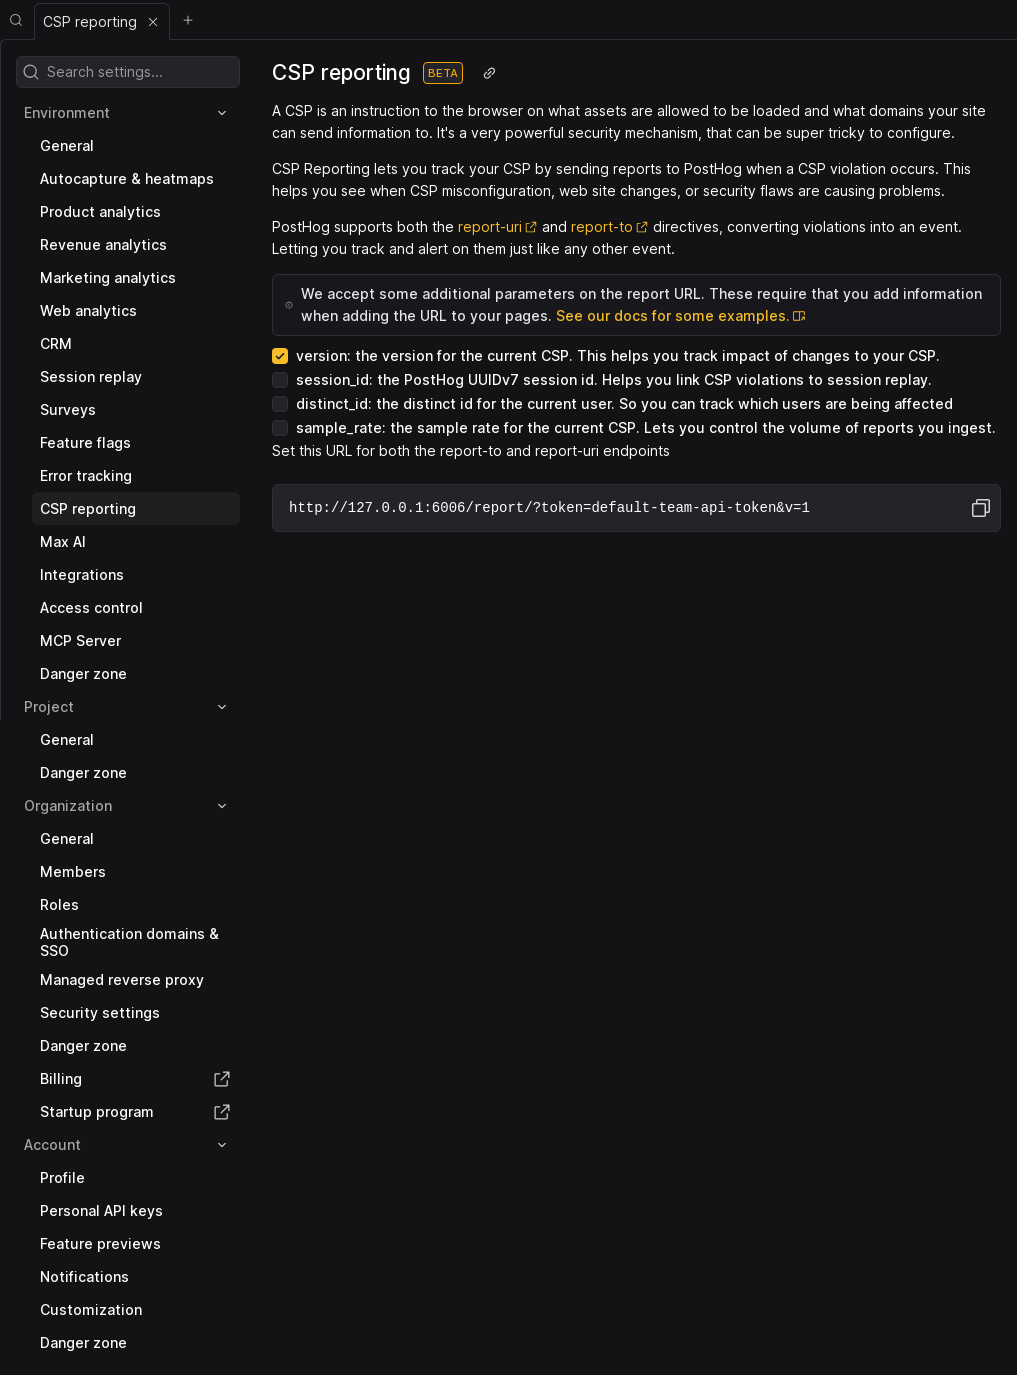 CSP reporting
Search settings...
Environment
General
Autocapture & heatmaps
Product analytics
Revenue analytics
Marketing analytics
Web analytics
CRM
Session replay
Surveys
Feature flags
Error tracking
CSP reporting
Max AI
Integrations
Access control
MCP Server
Danger zone
Project
General
Danger zone
Organization
General
Members
Roles
Authentication domains &
SSO
Managed reverse proxy
Security settings
Danger zone
Billing
Startup program
Account
Profile
Personal API keys
Feature previews
Notifications
Customization
Danger zone
CSP reporting BETA
A CSP is an instruction to the browser on what assets are allowed to be loaded and what domains your site
can send information to. It's a very powerful security mechanism, that can be super tricky to configure.
CSP Reporting lets you track your CSP by sending reports to PostHog when a CSP violation occurs. This
helps you see when CSP misconfiguration, web site changes, or security flaws are causing problems.
PostHog supports both the report-uri and report-to directives, converting violations into an event.
Letting you track and alert on them just like any other event.
We accept some additional parameters on the report URL. These require that you add information
when adding the URL to your pages. See our docs for some examples.
version: the version for the current CSP. This helps you track impact of changes to your CSP.
session_id: the PostHog UUIDv7 session id. Helps you link CSP violations to session replay.
distinct_id: the distinct id for the current user. So you can track which users are being affected
sample_rate: the sample rate for the current CSP. Lets you control the volume of reports you ingest.
Set this URL for both the report-to and report-uri endpoints
http://127.0.0.1:6006/report/?token=default-team-api-token&v=1